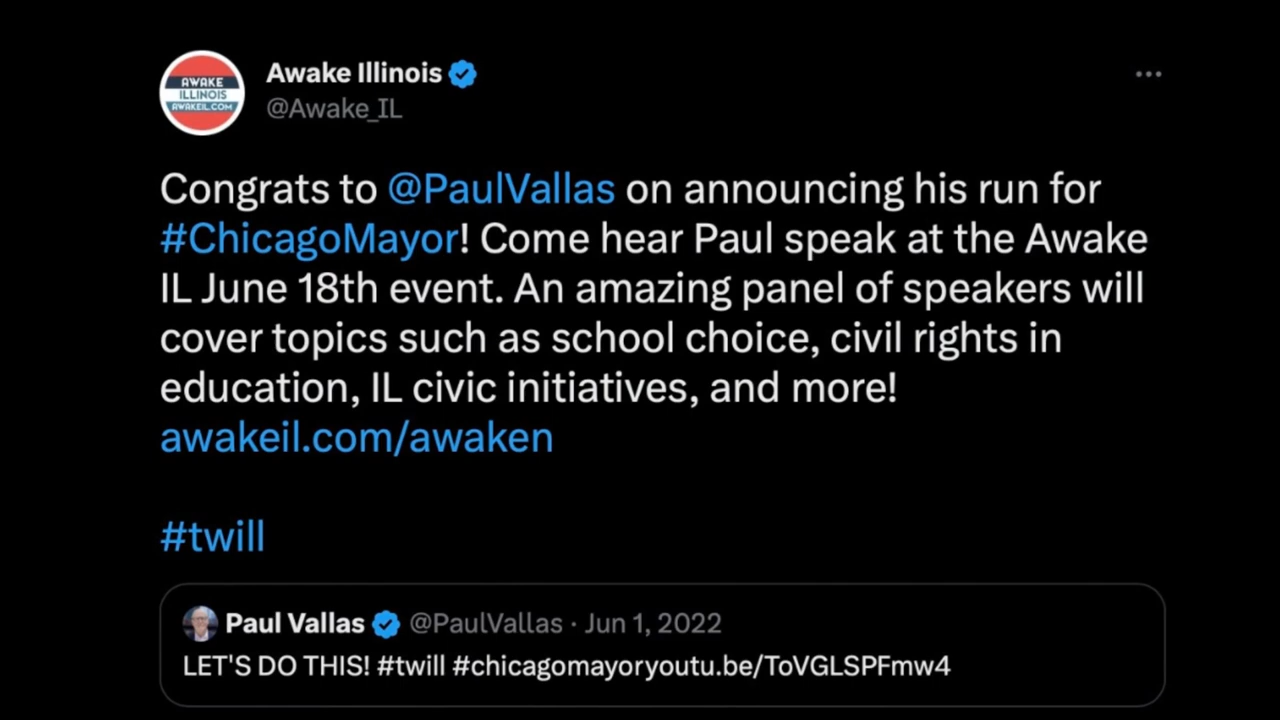 AWAKE
ILLINOIS
AWAKEIL.COM
Awake Illinois
@Awake_IL
Congrats to @PaulVallas on announcing his run for
#ChicagoMayor! Come hear Paul speak at the Awake
IL June 18th event. An amazing panel of speakers will
cover topics such as school choice, civil rights in
education, IL civic initiatives, and more!
awakeil.com/awaken
#twill
Paul Vallas @PaulVallas · Jun 1, 2022
LET'S DO THIS! #twill #chicagomayoryoutu.be/ToVGLSPFmw4